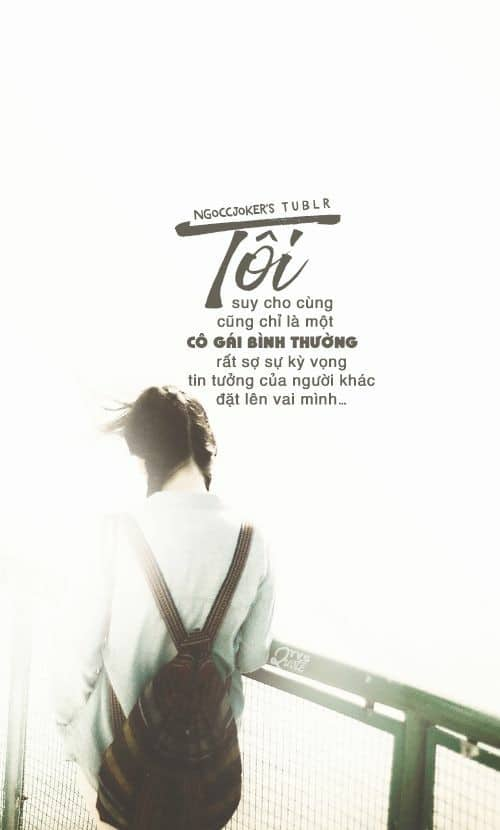 NGOCCJOKER'S TUBLR
Tôi
suy cho cùng
cũng chỉ là một
CÔ GÁI BÌNH THƯỜNG
rất sợ sự kỳ vọng
tin tưởng của người khác
đặt lên vai mình...